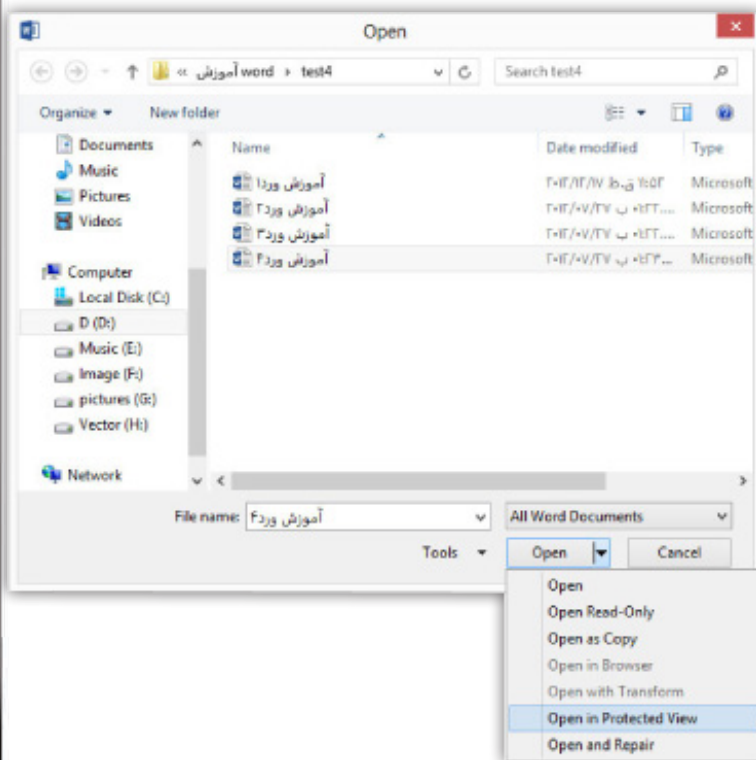 Open
« آموزش word › test4
Search test4
Organize
New folder
Documents
Music
Pictures
Videos
Computer
Local Disk (C:)
D (D:)
Music (E:)
Image (F:)
pictures (G:)
Vector (H:)
Network
Name Date modified Type
آموزش ورد۱ Microsoft
آموزش ورد۲ Microsoft
آموزش ورد۳ Microsoft
آموزش ورد۴ Microsoft
File name: آموزش ورد۴ All Word Documents
Tools Open Cancel
Open
Open Read-Only
Open as Copy
Open in Browser
Open with Transform
Open in Protected View
Open and Repair